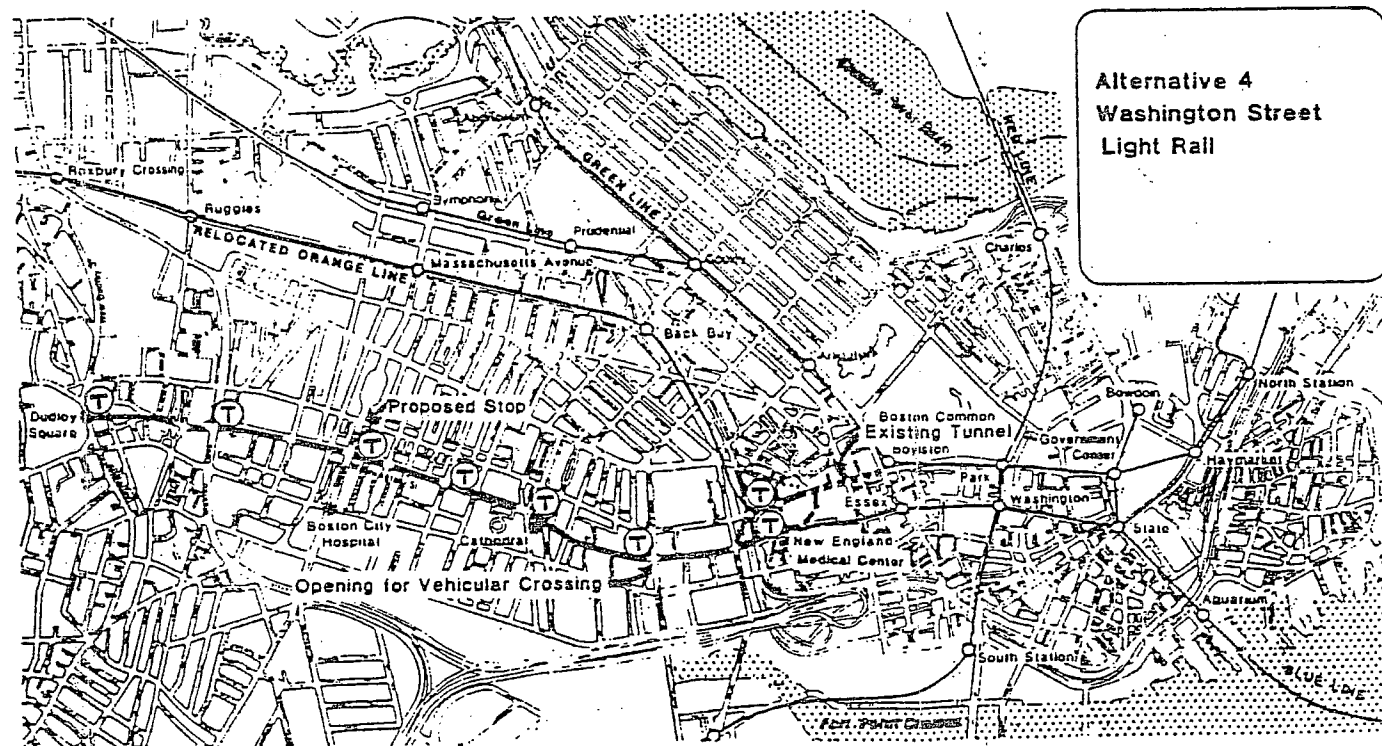 Alternative 4
Washington Street
Light Rail
RED LINE
Roxbury Crossing
Ruggles
RELOCATED ORANGE LINE
Symphony
Green Line
Prudential
GREEN LINE
Copley
Massachusetts Avenue
Charles
Back Bay
Arlington
North Station
Bowdoin
T
Dudley
Square
T
Proposed Stop
Boston Common
Existing Tunnel
Boylston
Government
Center
Haymarket
T
T
T
T
Park
Essex
Washington
T
T
State
Boston City
Hospital
Cathedral
New England
Medical Center
Opening for Vehicular Crossing
Aquarium
South Station
BLUE LINE
Fort Point Channel